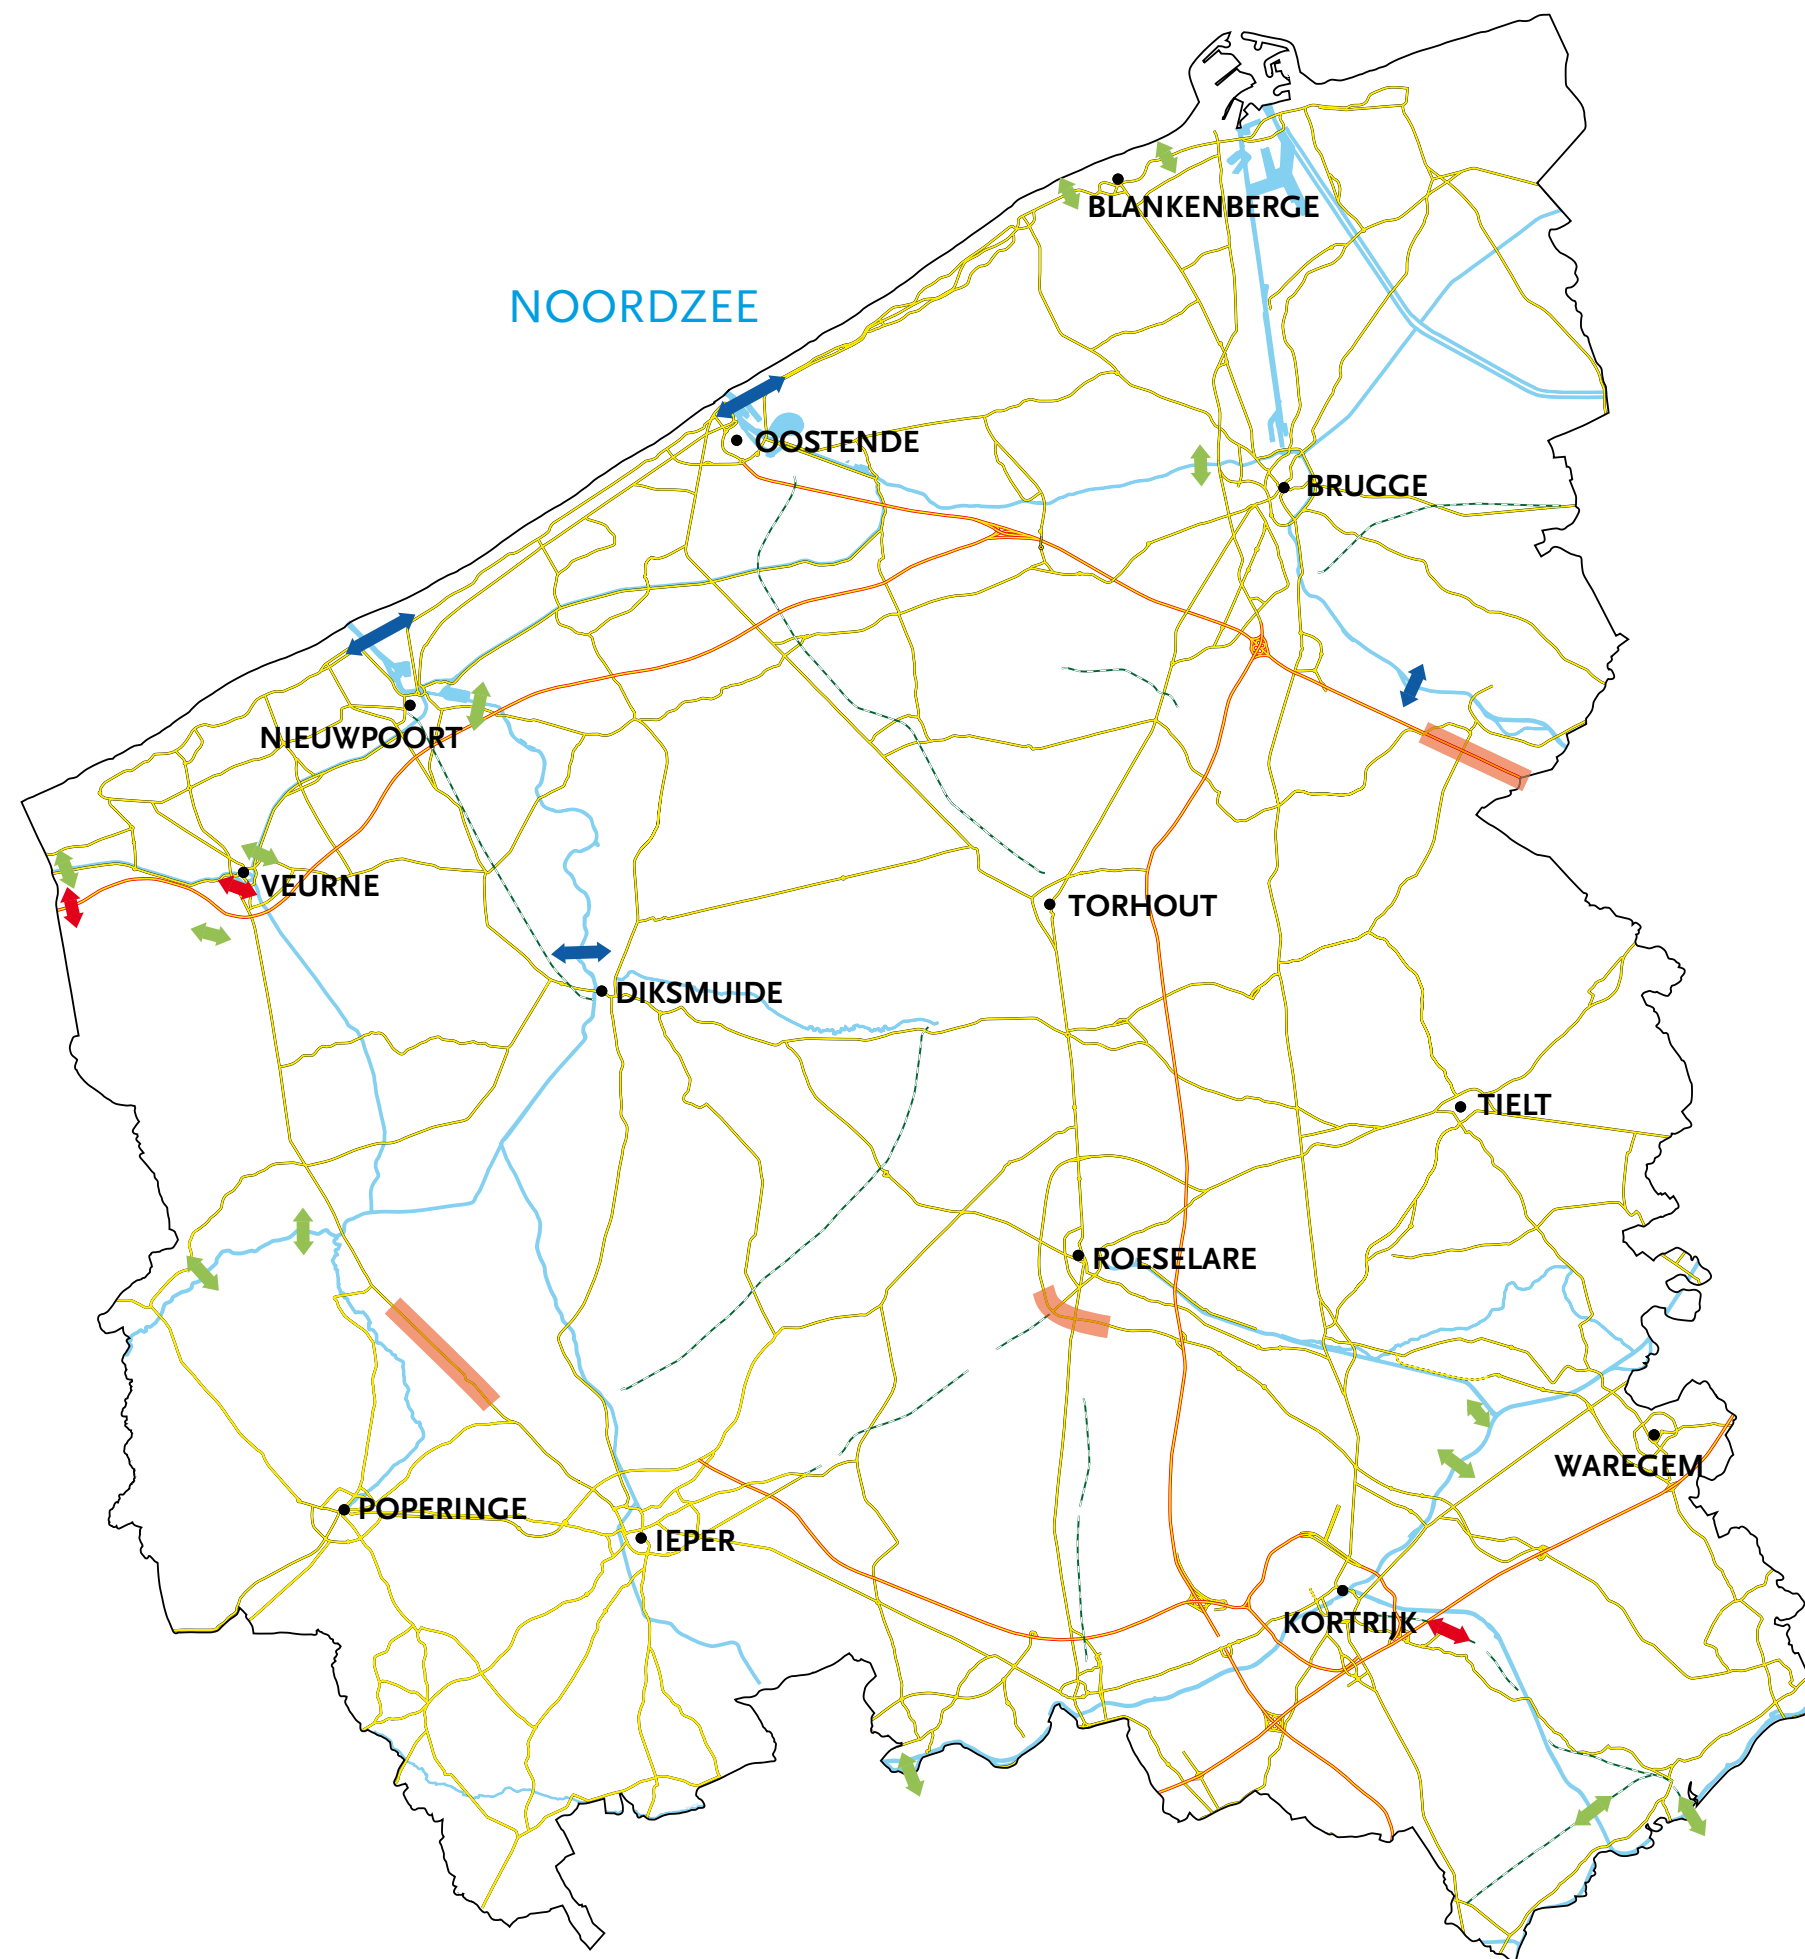 BLANKENBERGE
NOORDZEE
OOSTENDE
BRUGGE
NIEUWPOORT
VEURNE
TORHOUT
DIKSMUIDE
TIELT
ROESELARE
WAREGEM
POPERINGE
IEPER
KORTRIJK